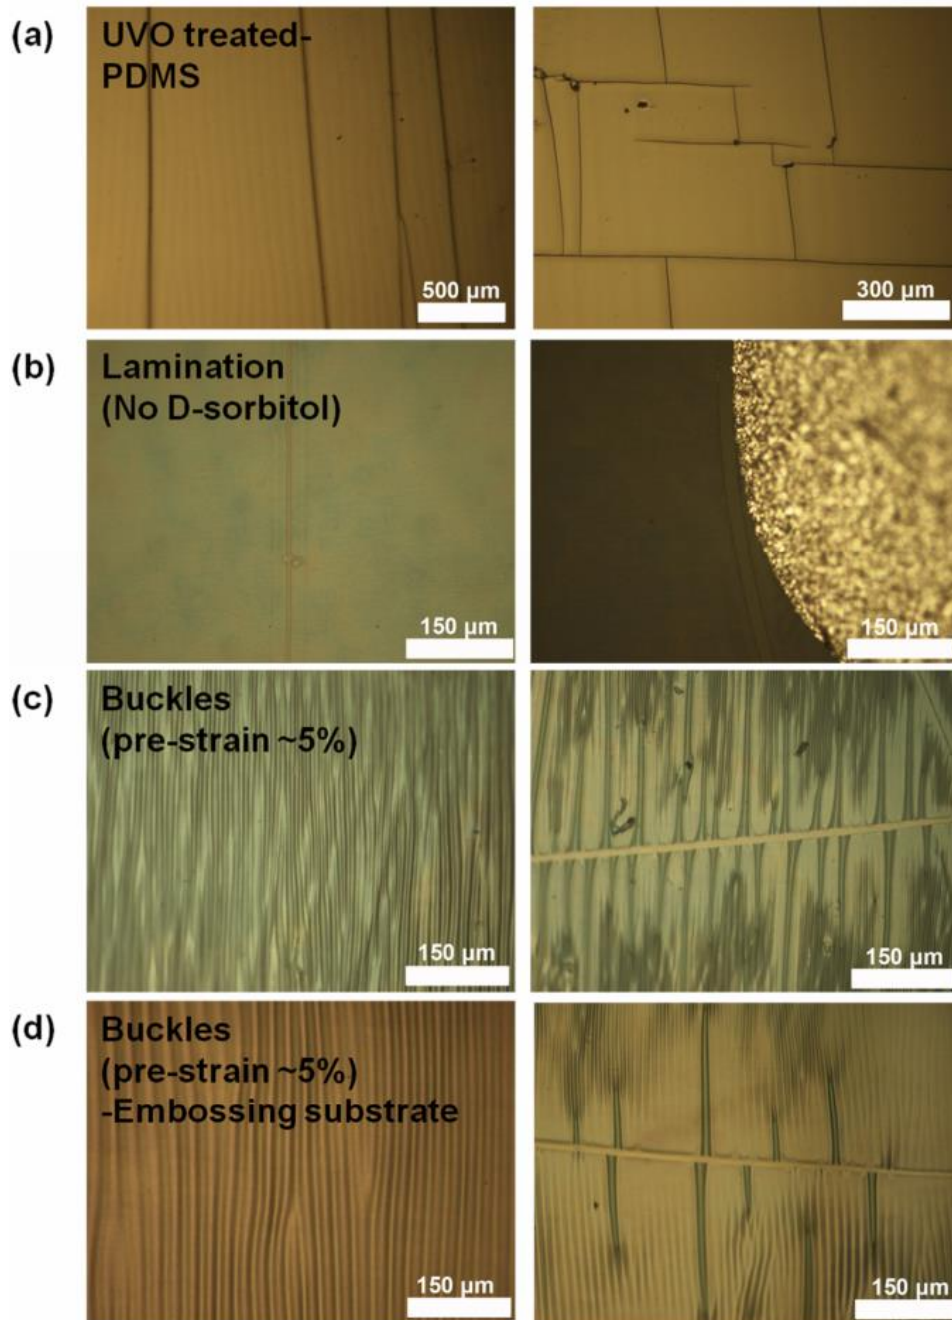 (a)
UVO treated-
PDMS
500 µm
300 µm
(b)
Lamination
(No D-sorbitol)
150 µm
150 µm
(c)
Buckles
(pre-strain ~5%)
150 µm
150 µm
(d)
Buckles
(pre-strain ~5%)
-Embossing substrate
150 µm
150 µm